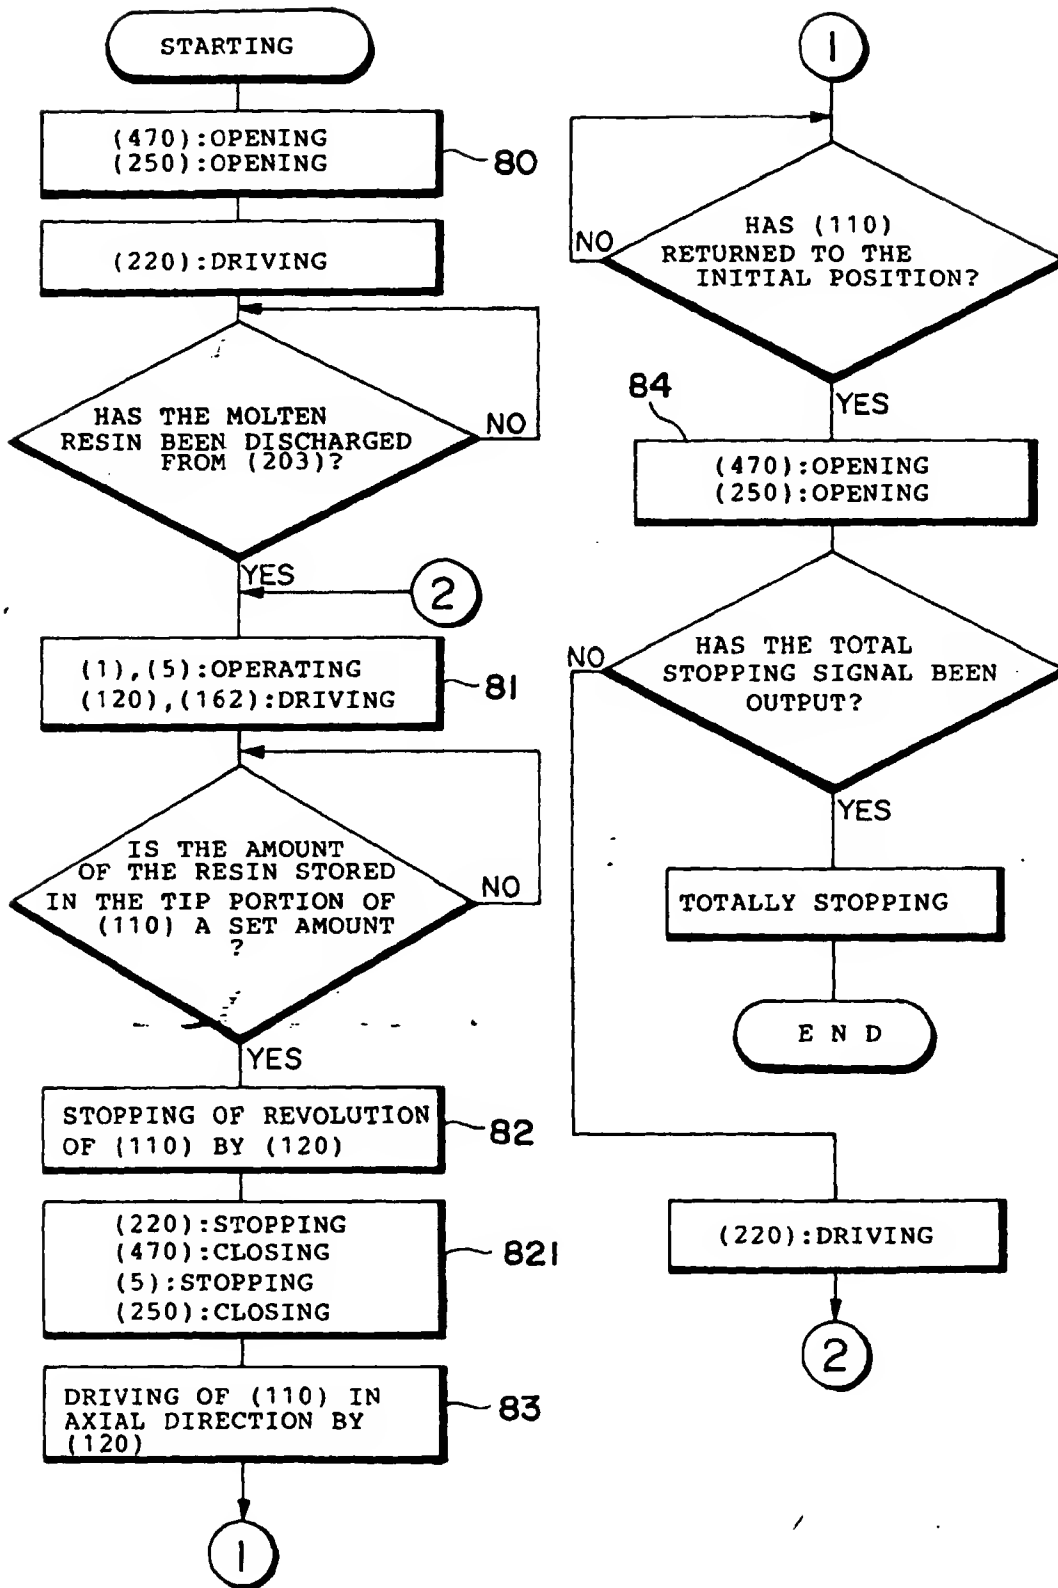 STARTING
(470):OPENING
(250):OPENING
80
(220):DRIVING
HAS THE MOLTEN
RESIN BEEN DISCHARGED
FROM (203)?
NO
YES
2
(1),(5):OPERATING
(120),(162):DRIVING
81
IS THE AMOUNT
OF THE RESIN STORED
IN THE TIP PORTION OF
(110) A SET AMOUNT
?
NO
YES
STOPPING OF REVOLUTION
OF (110) BY (120)
82
(220):STOPPING
(470):CLOSING
(5):STOPPING
(250):CLOSING
821
DRIVING OF (110) IN
AXIAL DIRECTION BY
(120)
83
1
1
HAS (110)
RETURNED TO THE
INITIAL POSITION?
NO
YES
84
(470):OPENING
(250):OPENING
HAS THE TOTAL
STOPPING SIGNAL BEEN
OUTPUT?
NO
YES
TOTALLY STOPPING
E N D
(220):DRIVING
2